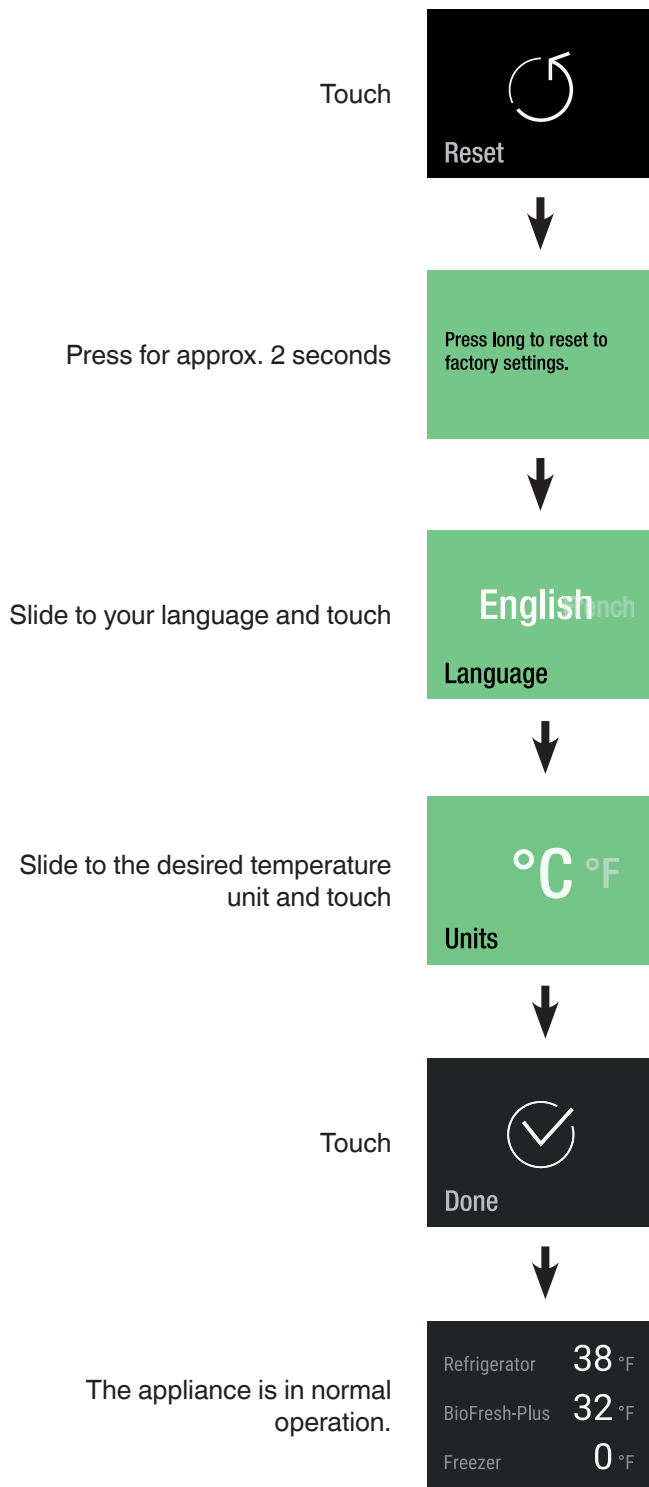 Touch
Reset
Press for approx. 2 seconds
Press long to reset to
factory settings.
Slide to your language and touch
English French
Language
Slide to the desired temperature
unit and touch
°C °F
Units
Touch
Done
The appliance is in normal
operation.
Refrigerator 38 °F
BioFresh-Plus 32 °F
Freezer 0 °F